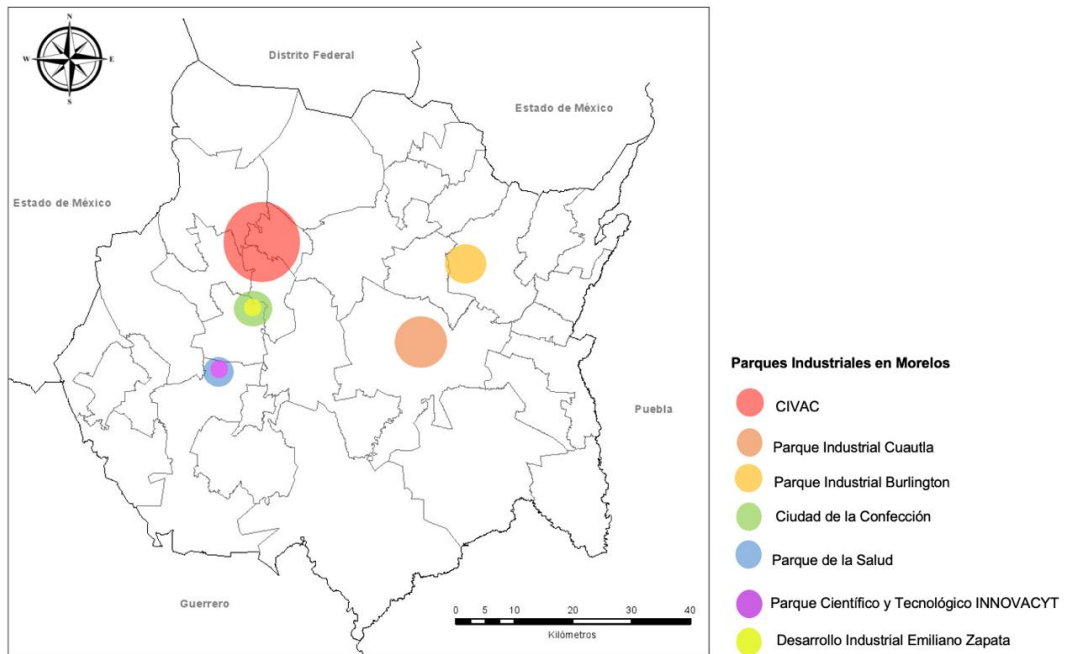 N
W E
S
Distrito Federal
Estado de México
Estado de México
Puebla
Guerrero
0 5 10 20 30 40
Kilómetros
Parques Industriales en Morelos
CIVAC
Parque Industrial Cuautla
Parque Industrial Burlington
Ciudad de la Confección
Parque de la Salud
Parque Científico y Tecnológico INNOVACYT
Desarrollo Industrial Emiliano Zapata